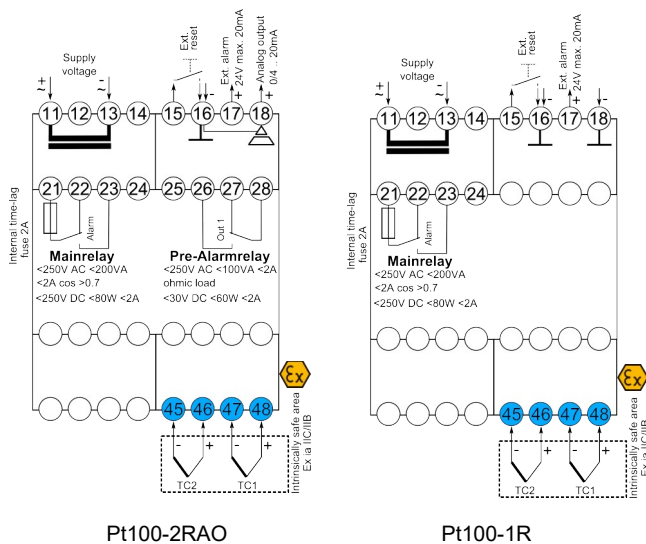 Supply
voltage
+
~
-
~
Ext.
reset
-
Ext. alarm
24V max. 20mA
+
Analog output
0/4 .. 20mA
+
11 12 13 14 15 16 17 18
Internal time-lag
fuse 2A
21 22 23 24 25 26 27 28
Alarm
Out 1
Mainrelay
<250V AC <200VA
<2A cos >0.7
<250V DC <80W <2A
Pre-Alarmrelay
<250V AC <100VA <2A
ohmic load
<30V DC <60W <2A
Ex
45 46 47 48
- + - +
TC2 TC1
Intrinsically safe area
Ex ia IIC/IIB
Pt100-2RAO
Supply
voltage
+
~
-
~
Ext.
reset
-
Ext. alarm
24V max. 20mA
+
-
11 12 13 14 15 16 17 18
Internal time-lag
fuse 2A
21 22 23 24
Alarm
Mainrelay
<250V AC <200VA
<2A cos >0.7
<250V DC <80W <2A
Ex
45 46 47 48
- + - +
TC2 TC1
Intrinsically safe area
Ex ia IIC/IIB
Pt100-1R